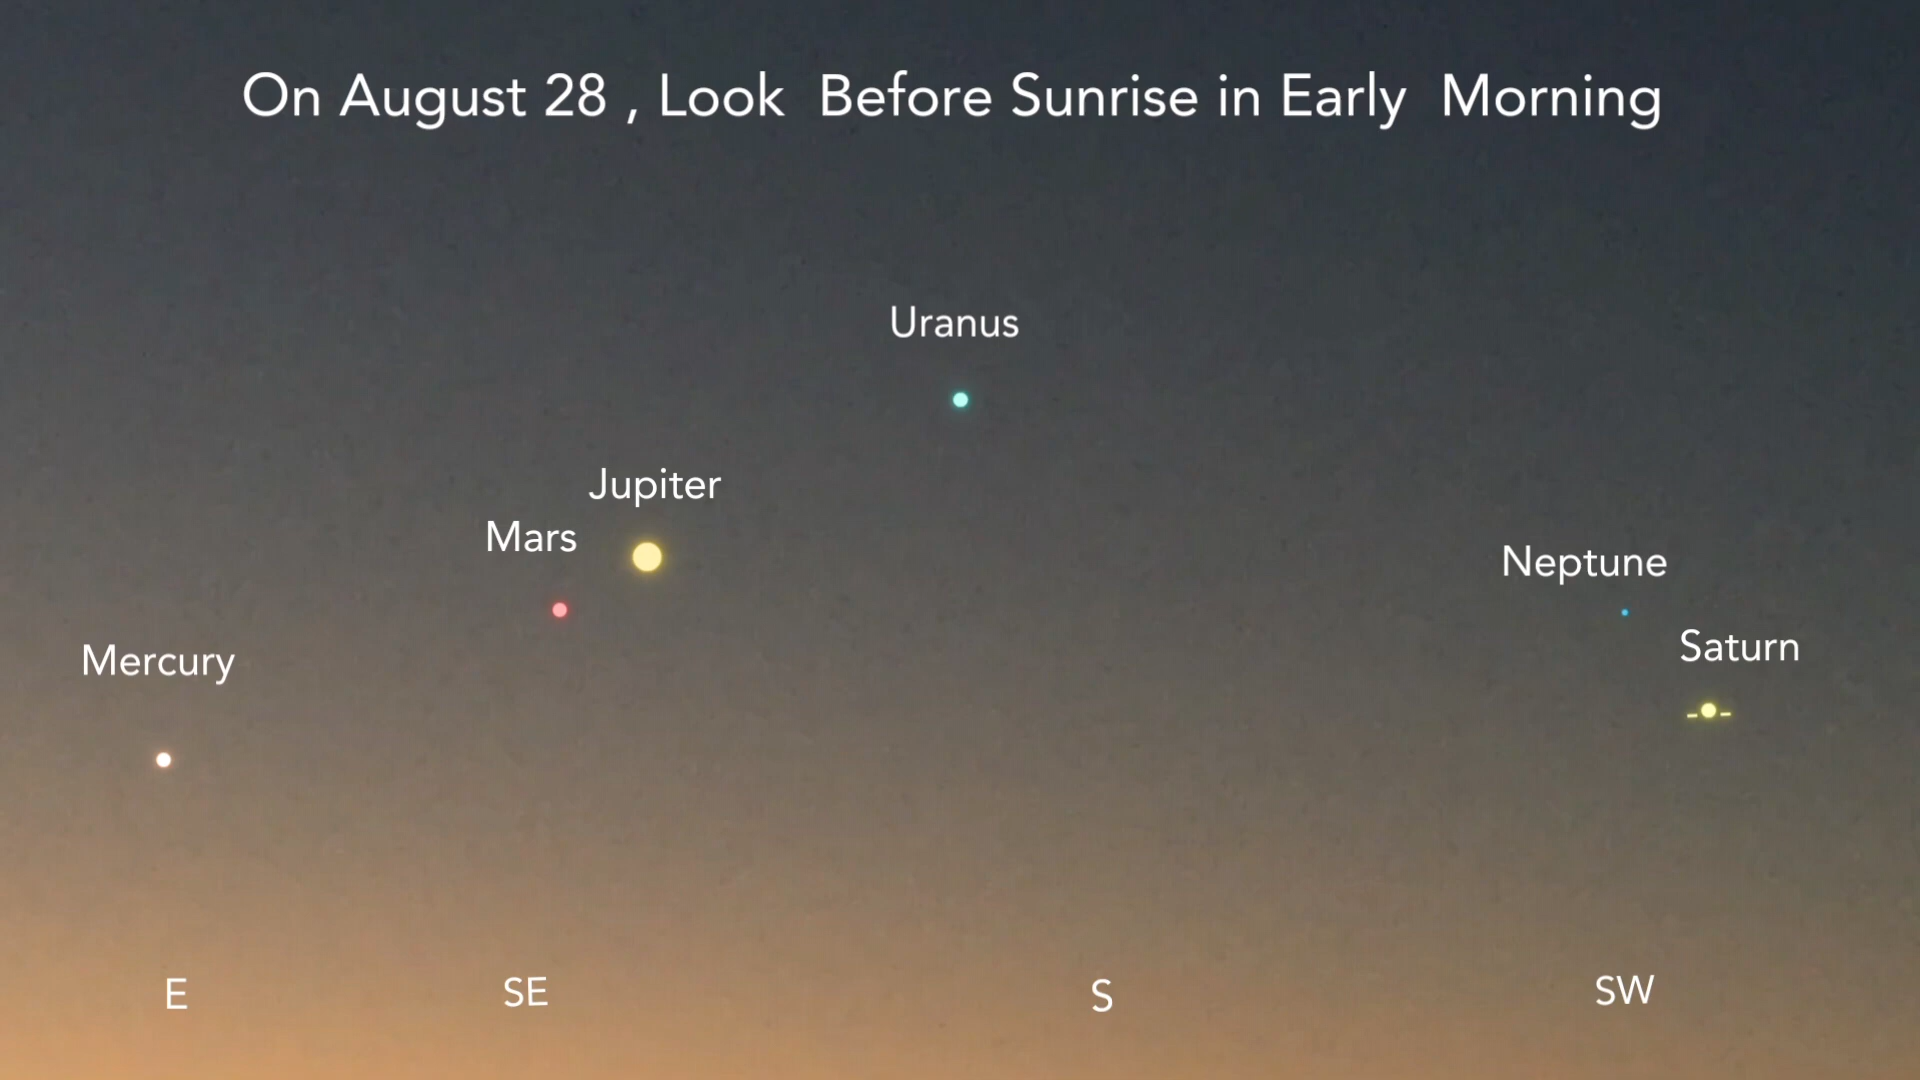 On August 28 , Look  Before Sunrise in Early  Morning
Uranus
Jupiter
Mars
Neptune
Saturn
Mercury
E
SE
S
SW